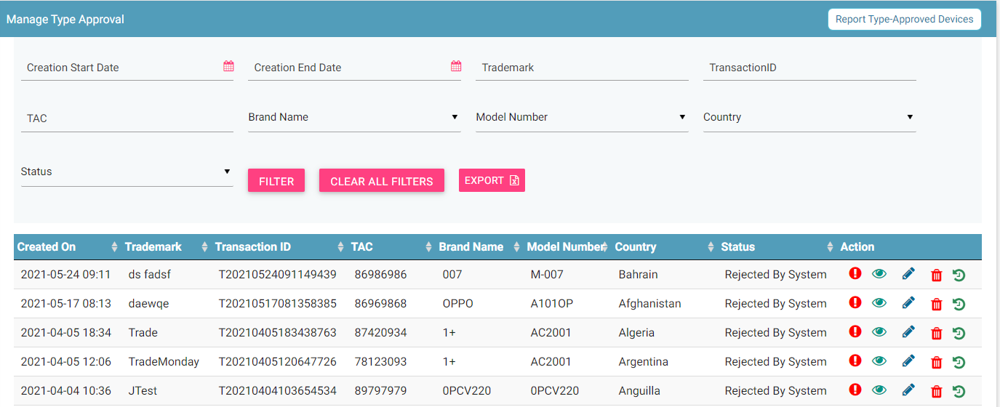 Manage Type Approval Report Type-Approved Devices
Creation Start Date Creation End Date Trademark TransactionID
TAC Brand Name Model Number Country
Status FILTER CLEAR ALL FILTERS EXPORT
Created On Trademark Transaction ID TAC Brand Name Model Number Country Status Action
2021-05-24 09:11 ds fadsf T20210524091149439 86986986 007 M-007 Bahrain Rejected By System
2021-05-17 08:13 daewqe T20210517081358385 86969868 OPPO A101OP Afghanistan Rejected By System
2021-04-05 18:34 Trade T20210405183438763 87420934 1+ AC2001 Algeria Rejected By System
2021-04-05 12:06 TradeMonday T20210405120647726 78123093 1+ AC2001 Argentina Rejected By System
2021-04-04 10:36 JTest T20210404103654534 89797979 0PCV220 0PCV220 Anguilla Rejected By System